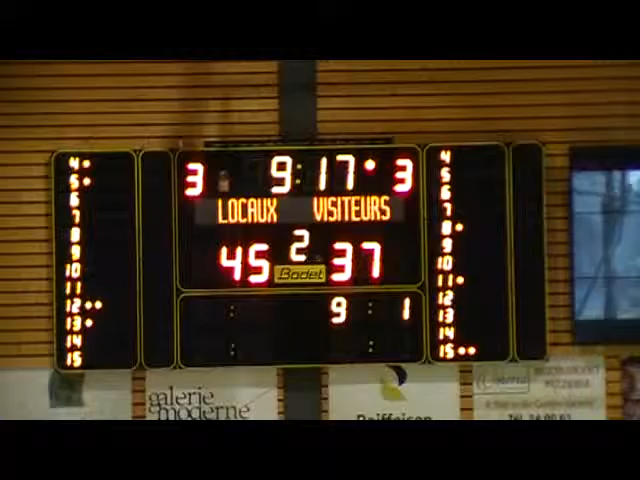 3 9:17 3
LOCAUX VISITEURS
45 2 37
Bodet
9 : 1
4
5
6
7
8
9
10
11
12
13
14
15
4
5
6
7
8
9
10
11
12
13
14
15
galerie
moderne
Raiffeisen
PIZZERIA